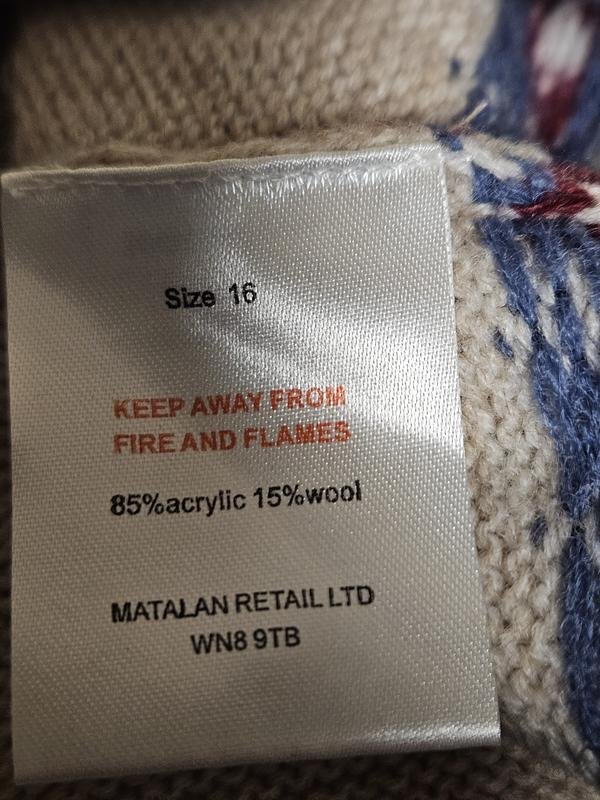 Size 16
KEEP AWAY FROM
FIRE AND FLAMES
85%acrylic 15%wool
MATALAN RETAIL LTD
WN8 9TB